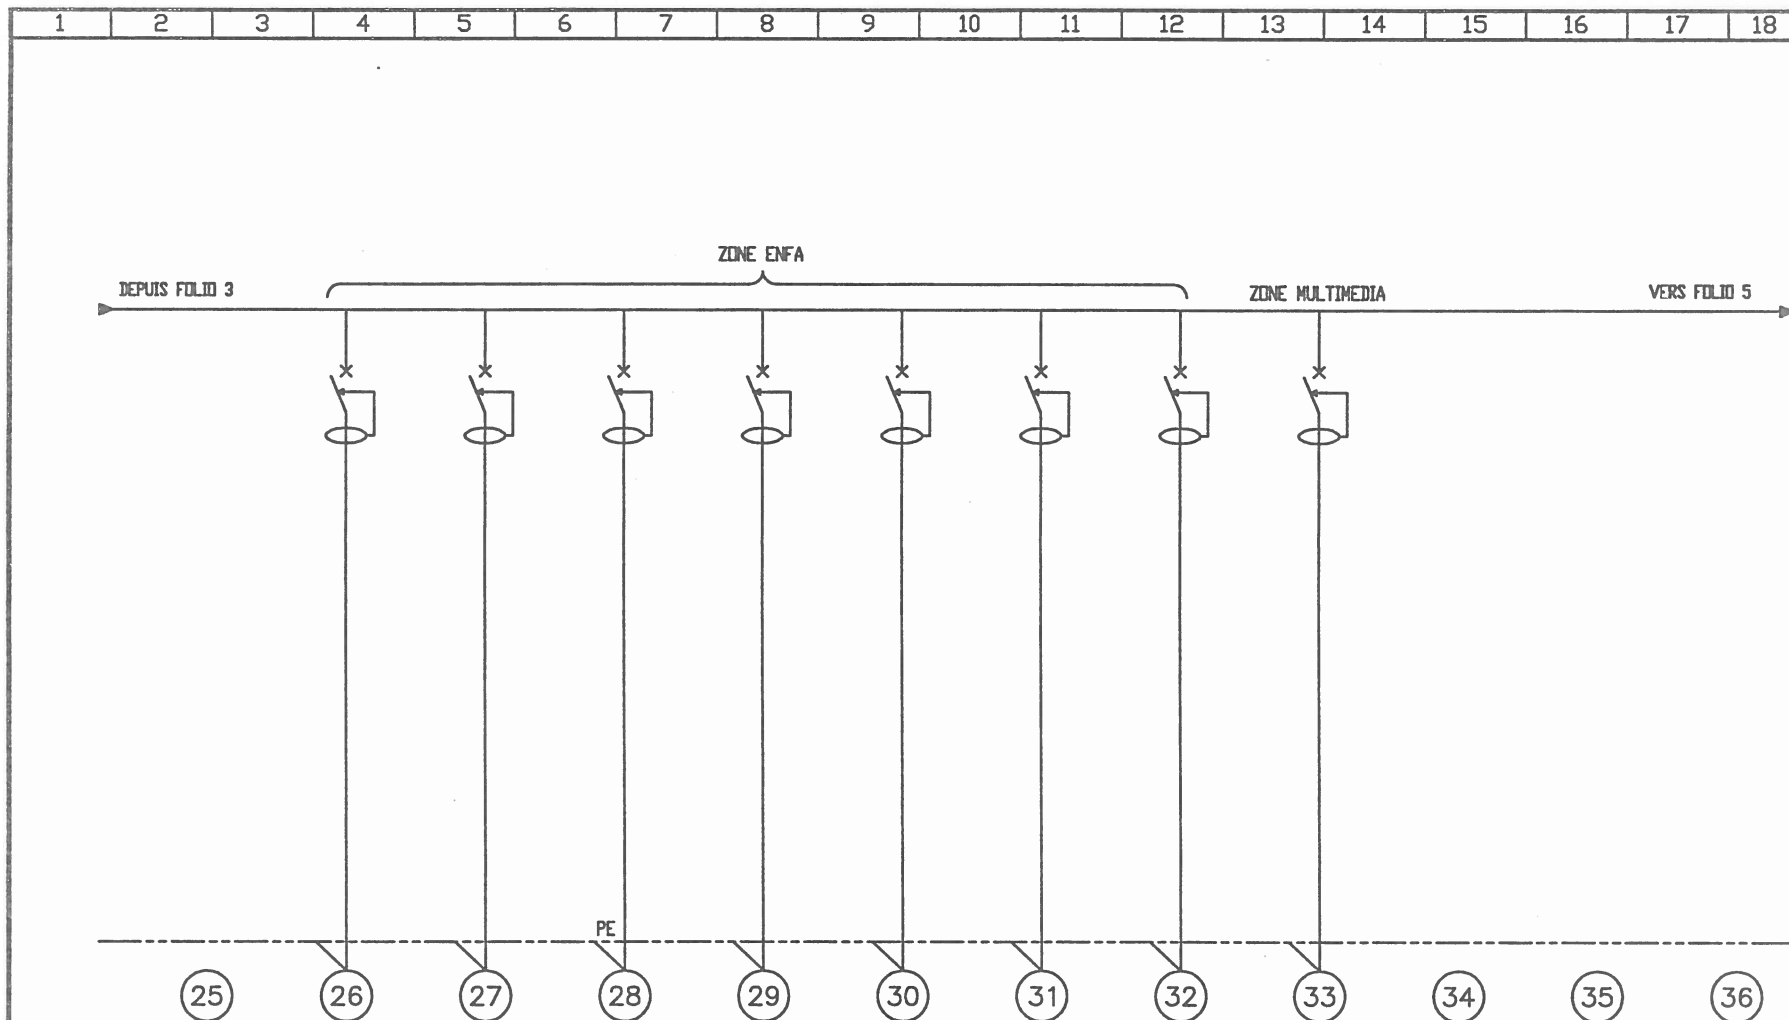 1 2 3 4 5 6 7 8 9 10 11 12 13 14 15 16 17 18
ZONE ENFA
DEPUIS FOLIO 3 ZONE MULTIMEDIA VERS FOLIO 5
PE
25 26 27 28 29 30 31 32 33 34 35 36